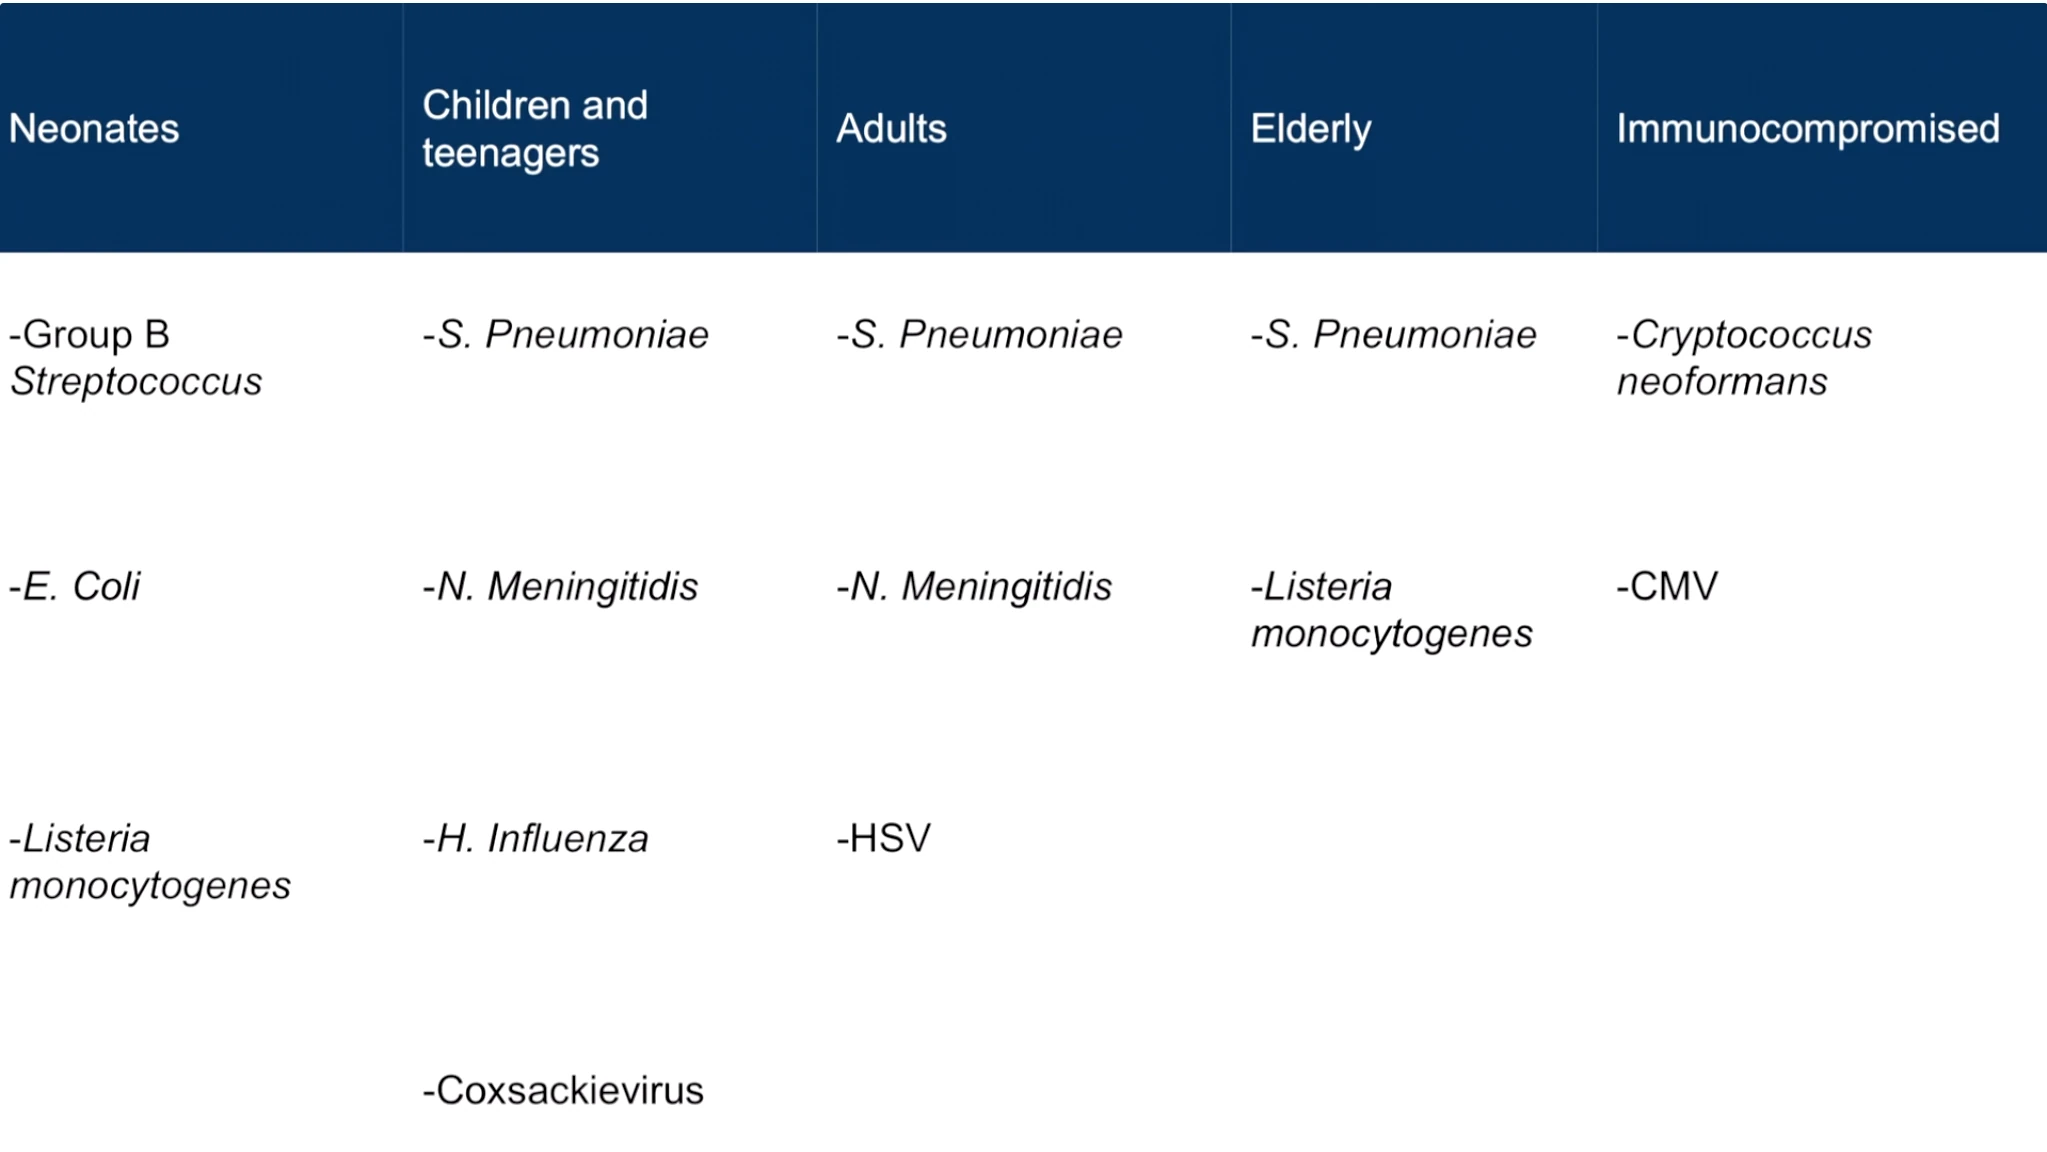 Neonates
Children and
teenagers
Adults
Elderly
Immunocompromised
-Group B
Streptococcus
-S. Pneumoniae
-S. Pneumoniae
-S. Pneumoniae
-Cryptococcus
neoformans
-E. Coli
-N. Meningitidis
-N. Meningitidis
-Listeria
monocytogenes
-CMV
-Listeria
monocytogenes
-H. Influenza
-HSV
-Coxsackievirus